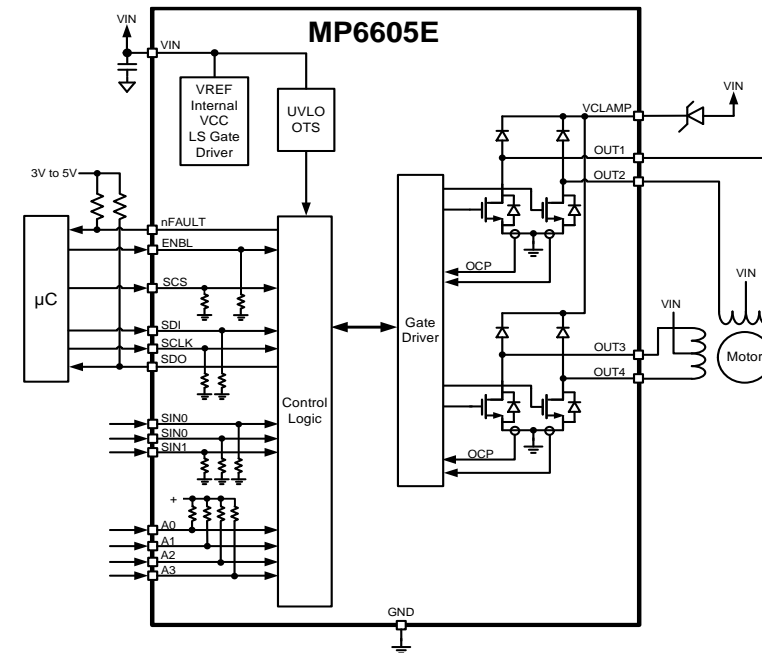 MP6605E
VIN
VIN
VREF
Internal
VCC
LS Gate
Driver
UVLO
OTS
VCLAMP
VIN
OUT1
OUT2
3V to 5V
nFAULT
ENBL
SCS
SDI
SCLK
SDO
µC
OCP
Gate
Driver
VIN
VIN
OUT3
OUT4
Motor
Control
Logic
SIN0
SIN0
SIN1
OCP
+
A0
A1
A2
A3
GND